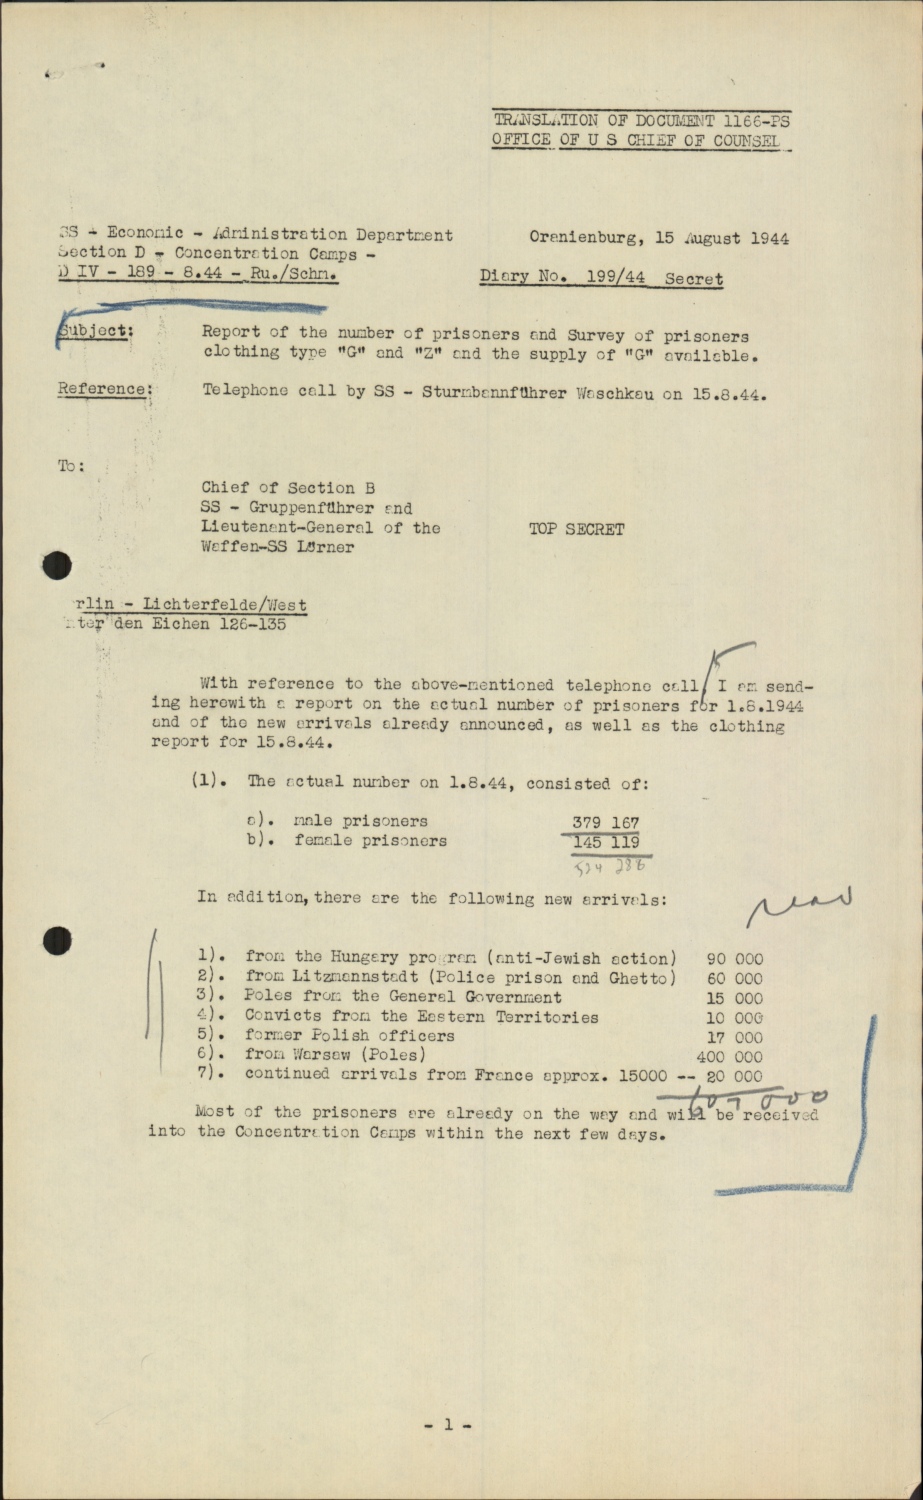 TRANSLATION OF DOCUMENT 1166-PS
OFFICE OF U S CHIEF OF COUNSEL
SS - Economic - Administration Department
Section D - Concentration Camps -
D IV - 189 - 8.44 - Ru./Schm.
Oranienburg, 15 August 1944
Diary No. 199/44 Secret
Subject: Report of the number of prisoners and Survey of prisoners
clothing type "G" and "Z" and the supply of "G" available.
Reference: Telephone call by SS - Sturmbannführer Waschkau on 15.8.44.
To:
Chief of Section B
SS - Gruppenführer and
Lieutenant-General of the
Waffen-SS Lörner
TOP SECRET
rlin - Lichterfelde/West
ter den Eichen 126-135
With reference to the above-mentioned telephone call, I am send-
ing herewith a report on the actual number of prisoners for 1.8.1944
and of the new arrivals already announced, as well as the clothing
report for 15.8.44.
(1). The actual number on 1.8.44, consisted of:
a). male prisoners 379 167
b). female prisoners 145 119
524 286
In addition, there are the following new arrivals:
read
1). from the Hungary program (anti-Jewish action) 90 000
2). from Litzmannstadt (Police prison and Ghetto) 60 000
3). Poles from the General Government 15 000
4). Convicts from the Eastern Territories 10 000
5). former Polish officers 17 000
6). from Warsaw (Poles) 400 000
7). continued arrivals from France approx. 15000 -- 20 000
Most of the prisoners are already on the way and will be received
into the Concentration Camps within the next few days.
- 1 -